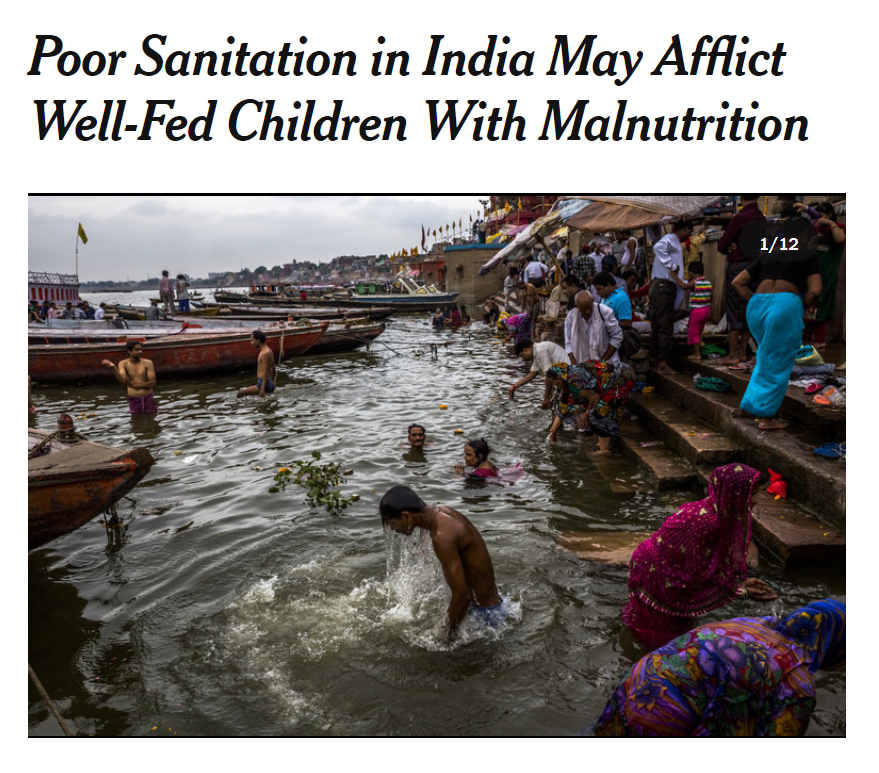 Poor Sanitation in India May Afflict
Well-Fed Children With Malnutrition
1/12